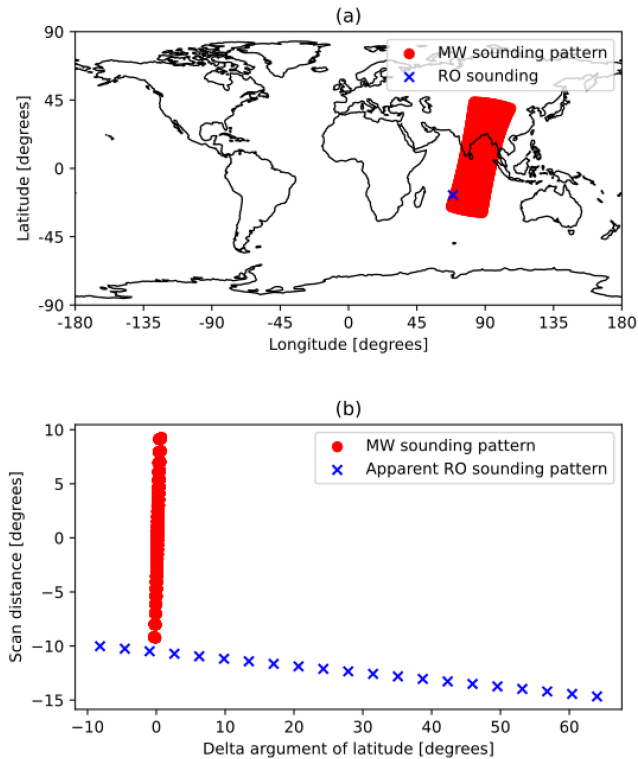 (a)
MW sounding pattern
RO sounding
90
45
0
-45
-90
Latitude [degrees]
-180 -135 -90 -45 0 45 90 135 180
Longitude [degrees]
(b)
MW sounding pattern
Apparent RO sounding pattern
10
5
0
−5
−10
−15
Scan distance [degrees]
−10 0 10 20 30 40 50 60
Delta argument of latitude [degrees]